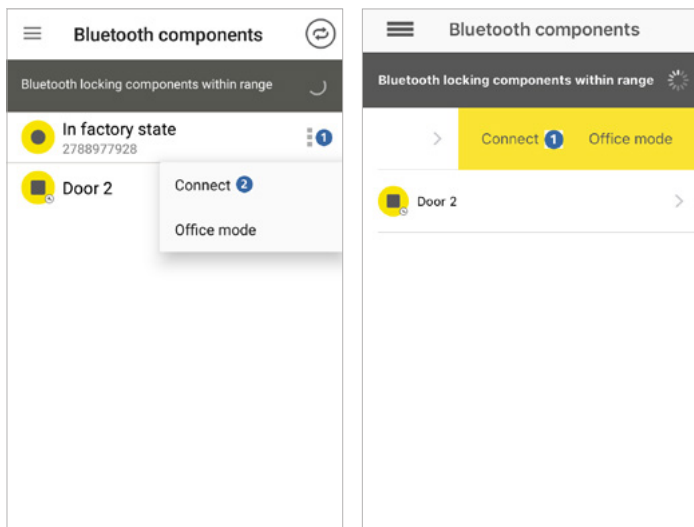 Bluetooth components
Bluetooth locking components within range
In factory state
1
2788977928
Door 2
Connect 2
Office mode
Bluetooth components
Bluetooth locking components within range
Connect 1 Office mode
Door 2